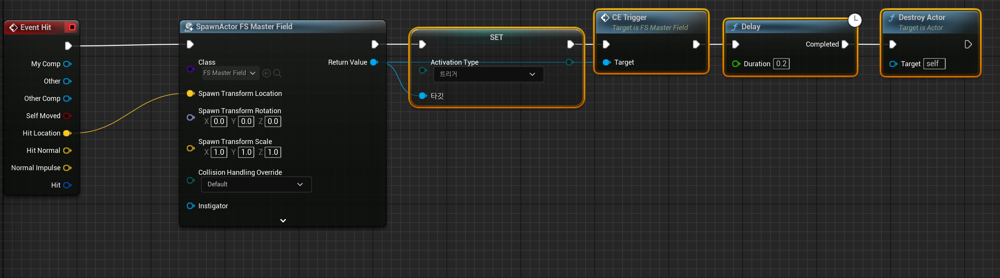 Event Hit
My Comp
Other
Other Comp
Self Moved
Hit Location
Hit Normal
Normal Impulse
Hit
SpawnActor FS Master Field
Class
FS Master Field
Return Value
Spawn Transform Location
Spawn Transform Rotation
X 0.0 Y 0.0 Z 0.0
Spawn Transform Scale
X 1.0 Y 1.0 Z 1.0
Collision Handling Override
Default
Instigator
SET
Activation Type
트리거
타깃
CE Trigger
Target is FS Master Field
Target
f Delay
Completed
Duration 0.2
f Destroy Actor
Target is Actor
Target self